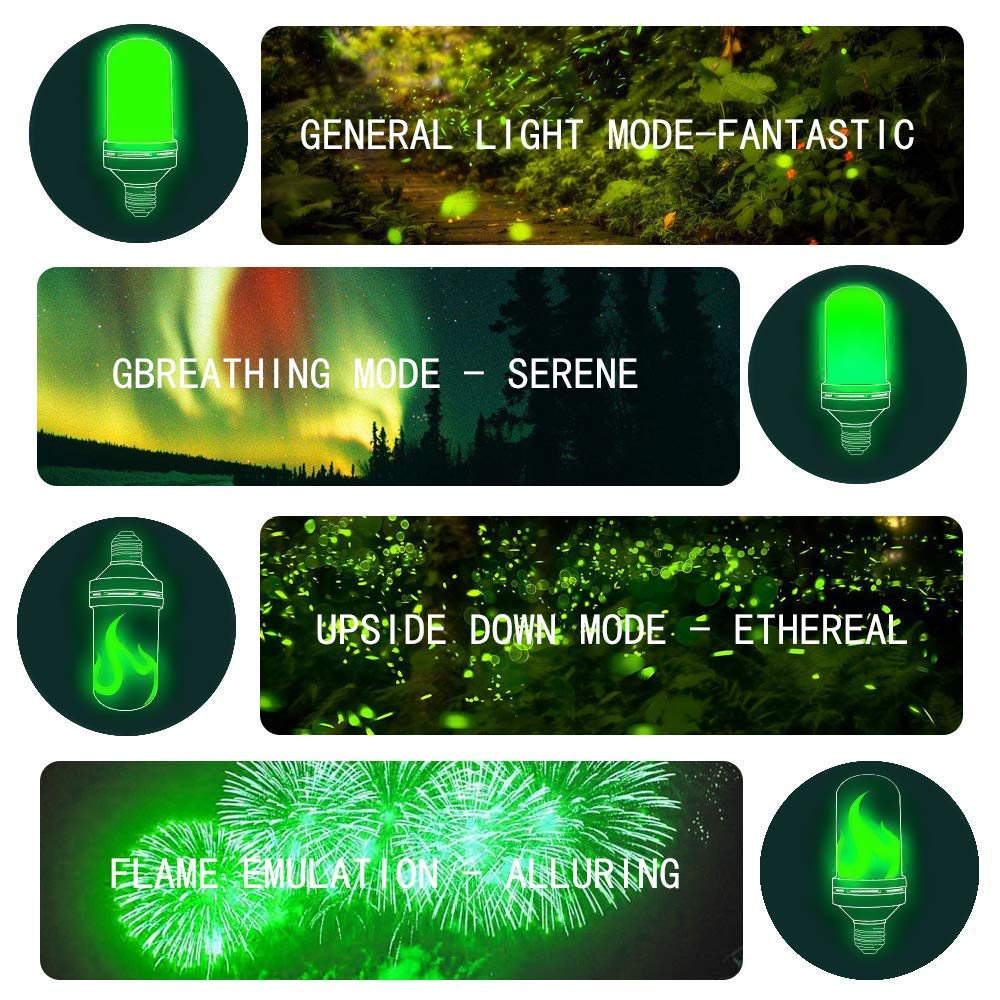 GENERAL LIGHT MODE-FANTASTIC
GBREATHING MODE - SERENE
UPSIDE DOWN MODE - ETHEREAL
FLAME EMULATION - ALLURING